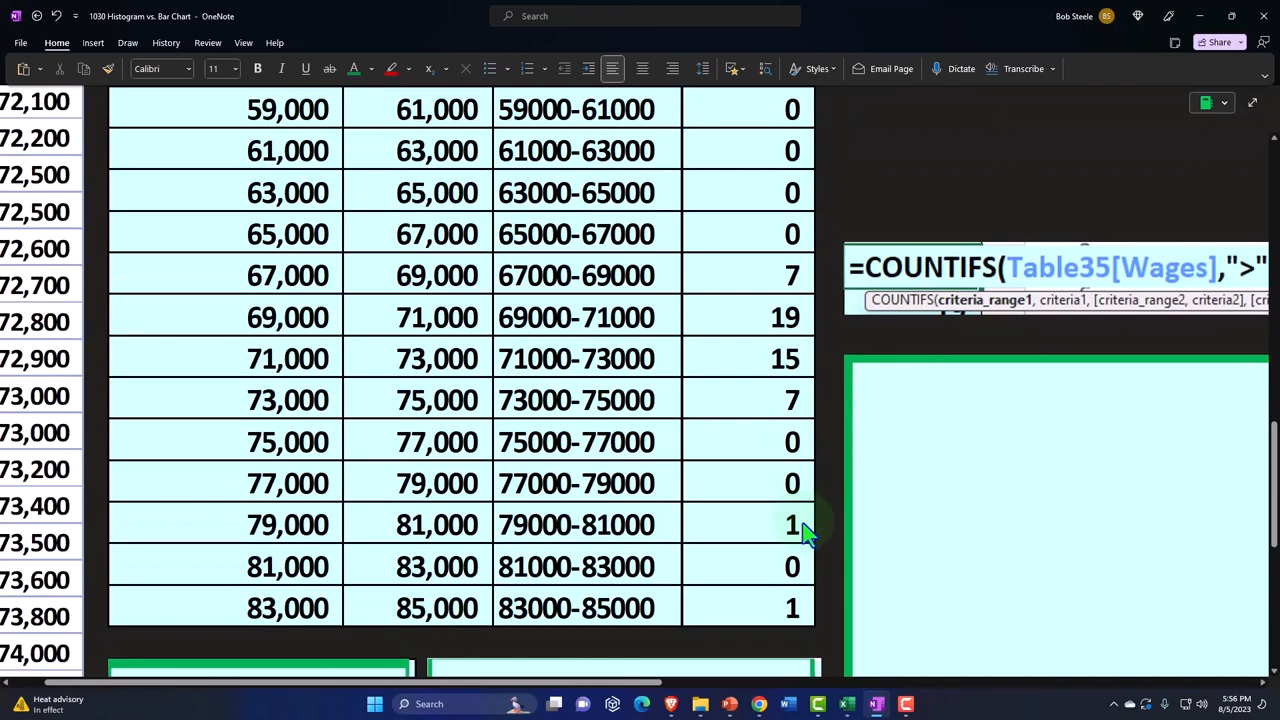 1030 Histogram vs. Bar Chart - OneNote
Search
Bob Steele
BS
File Home Insert Draw History Review View Help
Share
Calibri 11 B I U ab A Styles Email Page Dictate Transcribe
72,100 59,000 61,000 59000-61000 0
72,200 61,000 63,000 61000-63000 0
72,500 63,000 65,000 63000-65000 0
72,500 65,000 67,000 65000-67000 0
72,600 67,000 69,000 67000-69000 7
72,700 69,000 71,000 69000-71000 19
72,800 71,000 73,000 71000-73000 15
72,900 73,000 75,000 73000-75000 7
73,000 75,000 77,000 75000-77000 0
73,000 77,000 79,000 77000-79000 0
73,200 79,000 81,000 79000-81000 1
73,400 81,000 83,000 81000-83000 0
73,500 83,000 85,000 83000-85000 1
73,600
73,800
74,000
=COUNTIFS(Table35[Wages],">"
COUNTIFS(criteria_range1, criteria1, [criteria_range2, criteria2], [cri
Heat advisory
In effect
Search
5:56 PM
8/5/2023